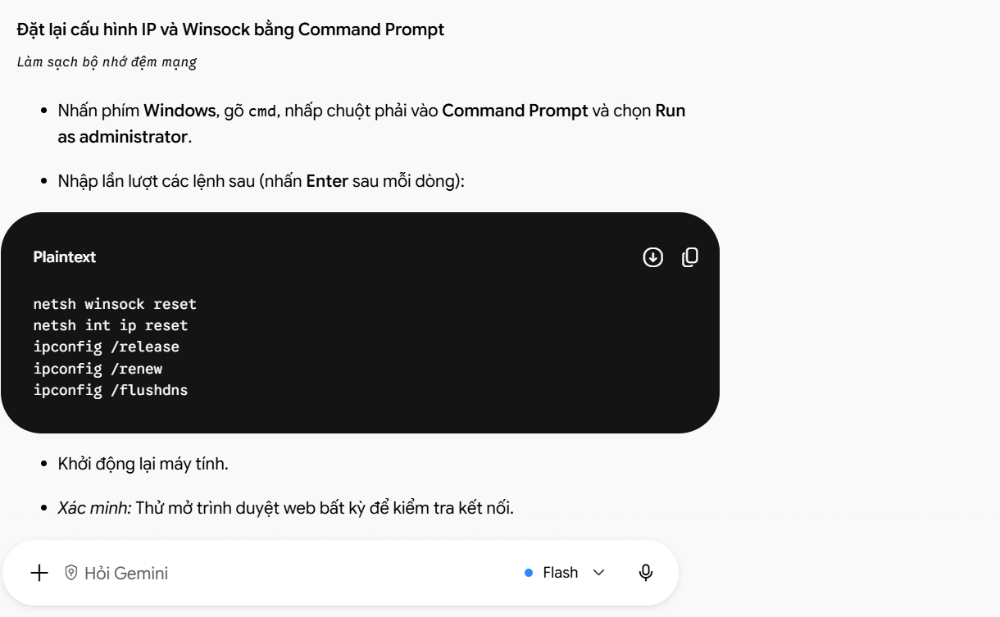 Đặt lại cấu hình IP và Winsock bằng Command Prompt
Làm sạch bộ nhớ đệm mạng
Nhấn phím Windows, gõ cmd, nhấp chuột phải vào Command Prompt và chọn Run
as administrator.
Nhập lần lượt các lệnh sau (nhấn Enter sau mỗi dòng):
Plaintext
netsh winsock reset
netsh int ip reset
ipconfig /release
ipconfig /renew
ipconfig /flushdns
Khởi động lại máy tính.
Xác minh: Thử mở trình duyệt web bất kỳ để kiểm tra kết nối.
Hỏi Gemini
Flash